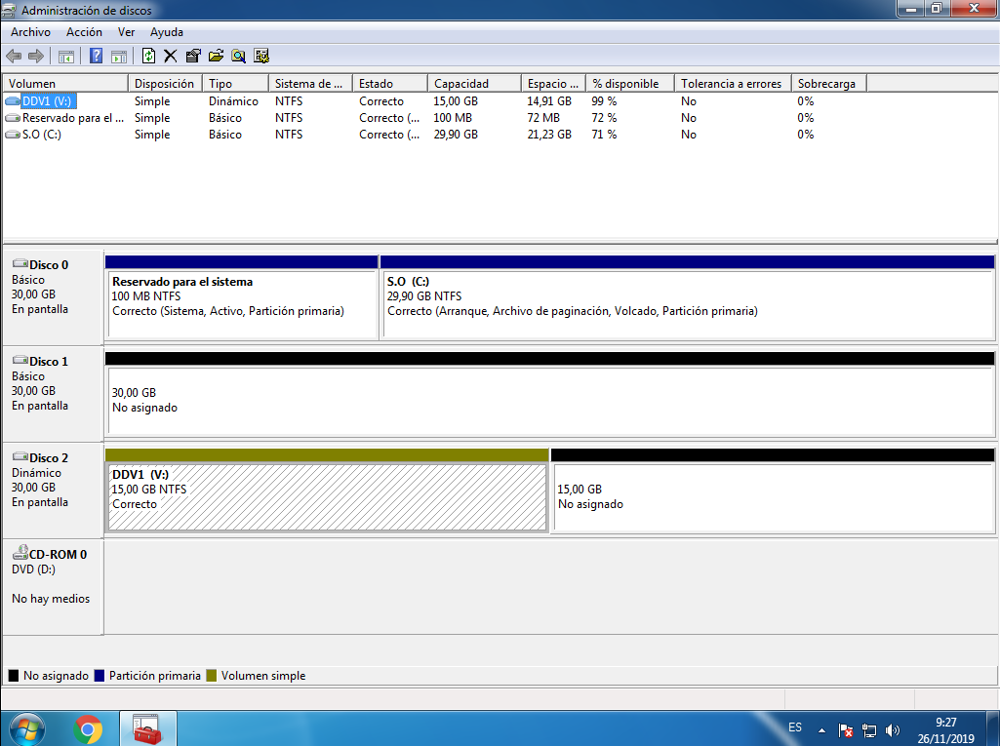 Administración de discos
Archivo Acción Ver Ayuda
Volumen Disposición Tipo Sistema de ... Estado Capacidad Espacio ... % disponible Tolerancia a errores Sobrecarga
DDV1 (V:) Simple Dinámico NTFS Correcto 15,00 GB 14,91 GB 99 % No 0%
Reservado para el ... Simple Básico NTFS Correcto (... 100 MB 72 MB 72 % No 0%
S.O (C:) Simple Básico NTFS Correcto (... 29,90 GB 21,23 GB 71 % No 0%
Disco 0
Básico
30,00 GB
En pantalla
Reservado para el sistema
100 MB NTFS
Correcto (Sistema, Activo, Partición primaria)
S.O (C:)
29,90 GB NTFS
Correcto (Arranque, Archivo de paginación, Volcado, Partición primaria)
Disco 1
Básico
30,00 GB
En pantalla
30,00 GB
No asignado
Disco 2
Dinámico
30,00 GB
En pantalla
DDV1 (V:)
15,00 GB NTFS
Correcto
15,00 GB
No asignado
CD-ROM 0
DVD (D:)
No hay medios
No asignado Partición primaria Volumen simple
ES
9:27
26/11/2019